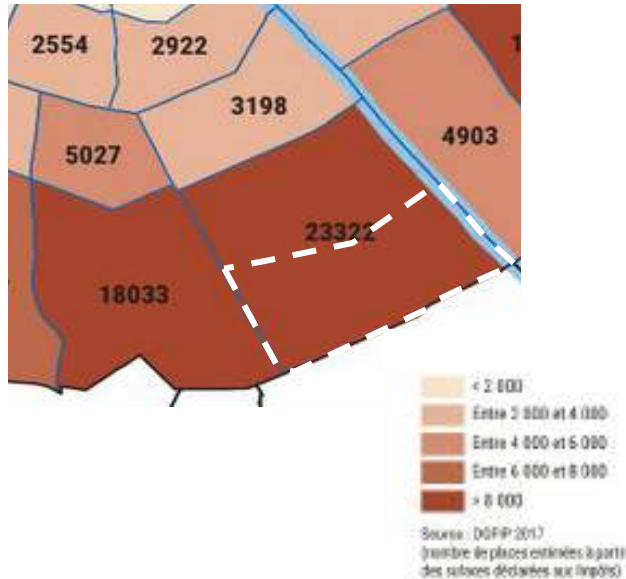 2554
2922
3198
5027
4903
23322
18033
< 2 000
Entre 2 000 et 4 000
Entre 4 000 et 6 000
Entre 6 000 et 8 000
> 8 000
Source : DGFiP 2017
(nombre de places estimées à partir
des surfaces déclarées aux Impôts)